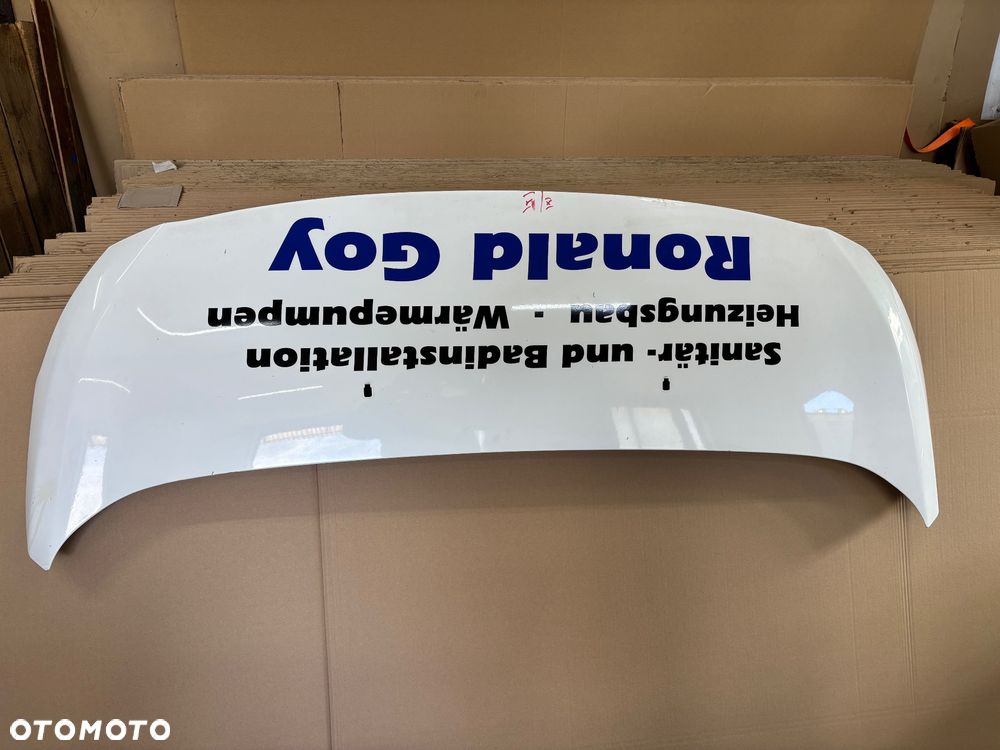 Sanitär- und Badinstallation
Heizungsbau - Wärmepumpen
Ronald Goy
OTOMOTO